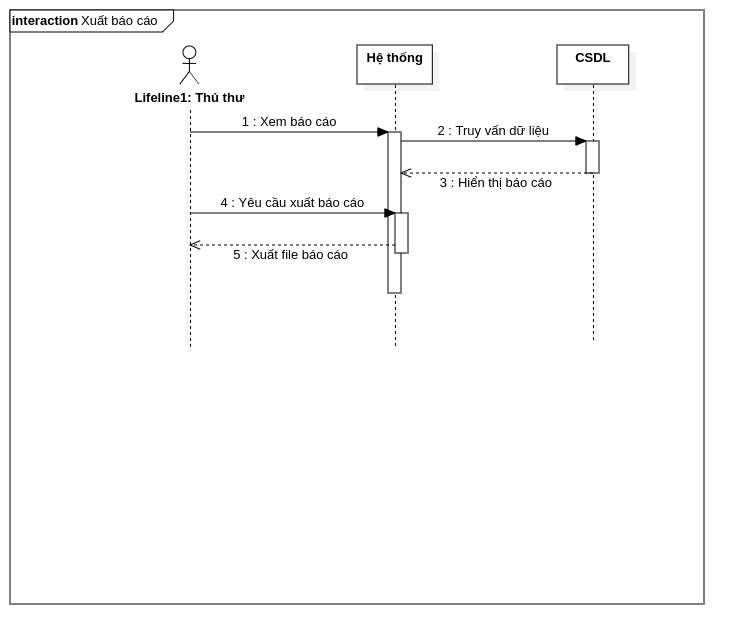 interaction Xuất báo cáo
Hệ thống
CSDL
Lifeline1: Thủ thư
1 : Xem báo cáo
2 : Truy vấn dữ liệu
3 : Hiển thị báo cáo
4 : Yêu cầu xuất báo cáo
5 : Xuất file báo cáo